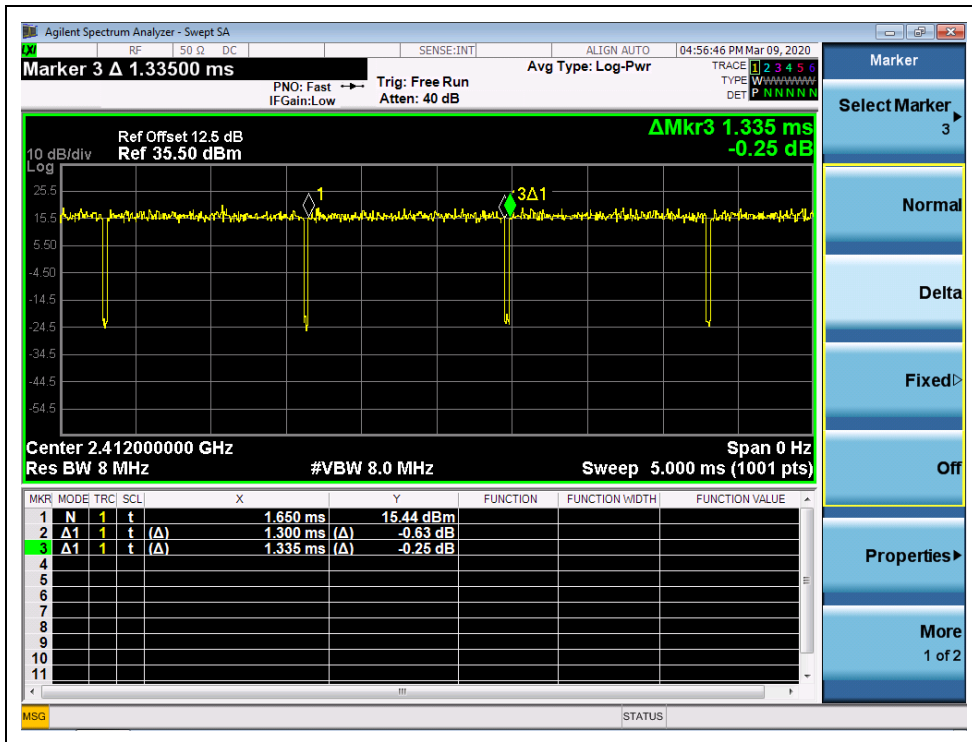 Agilent Spectrum Analyzer - Swept SA
LXI RF 50 Ω DC SENSE:INT ALIGN AUTO 04:56:46 PM Mar 09, 2020
Marker 3 Δ 1.33500 ms
PNO: Fast
IFGain:Low
Trig: Free Run
Atten: 40 dB
Avg Type: Log-Pwr
TRACE 1 2 3 4 5 6
TYPE WWWWWW
DET P N N N N N
ΔMkr3 1.335 ms
-0.25 dB
Ref Offset 12.5 dB
10 dB/div Ref 35.50 dBm
Log
25.5
15.5
5.50
-4.50
-14.5
-24.5
-34.5
-44.5
-54.5
1
3Δ1
Center 2.412000000 GHz Span 0 Hz
Res BW 8 MHz #VBW 8.0 MHz Sweep 5.000 ms (1001 pts)
MKR MODE TRC SCL X Y FUNCTION FUNCTION WIDTH FUNCTION VALUE
1 N 1 t 1.650 ms 15.44 dBm
2 Δ1 1 t (Δ) 1.300 ms (Δ) -0.63 dB
3 Δ1 1 t (Δ) 1.335 ms (Δ) -0.25 dB
4
5
6
7
8
9
10
11
MSG STATUS
Marker
Select Marker
3
Normal
Delta
Fixed
Off
Properties
More
1 of 2